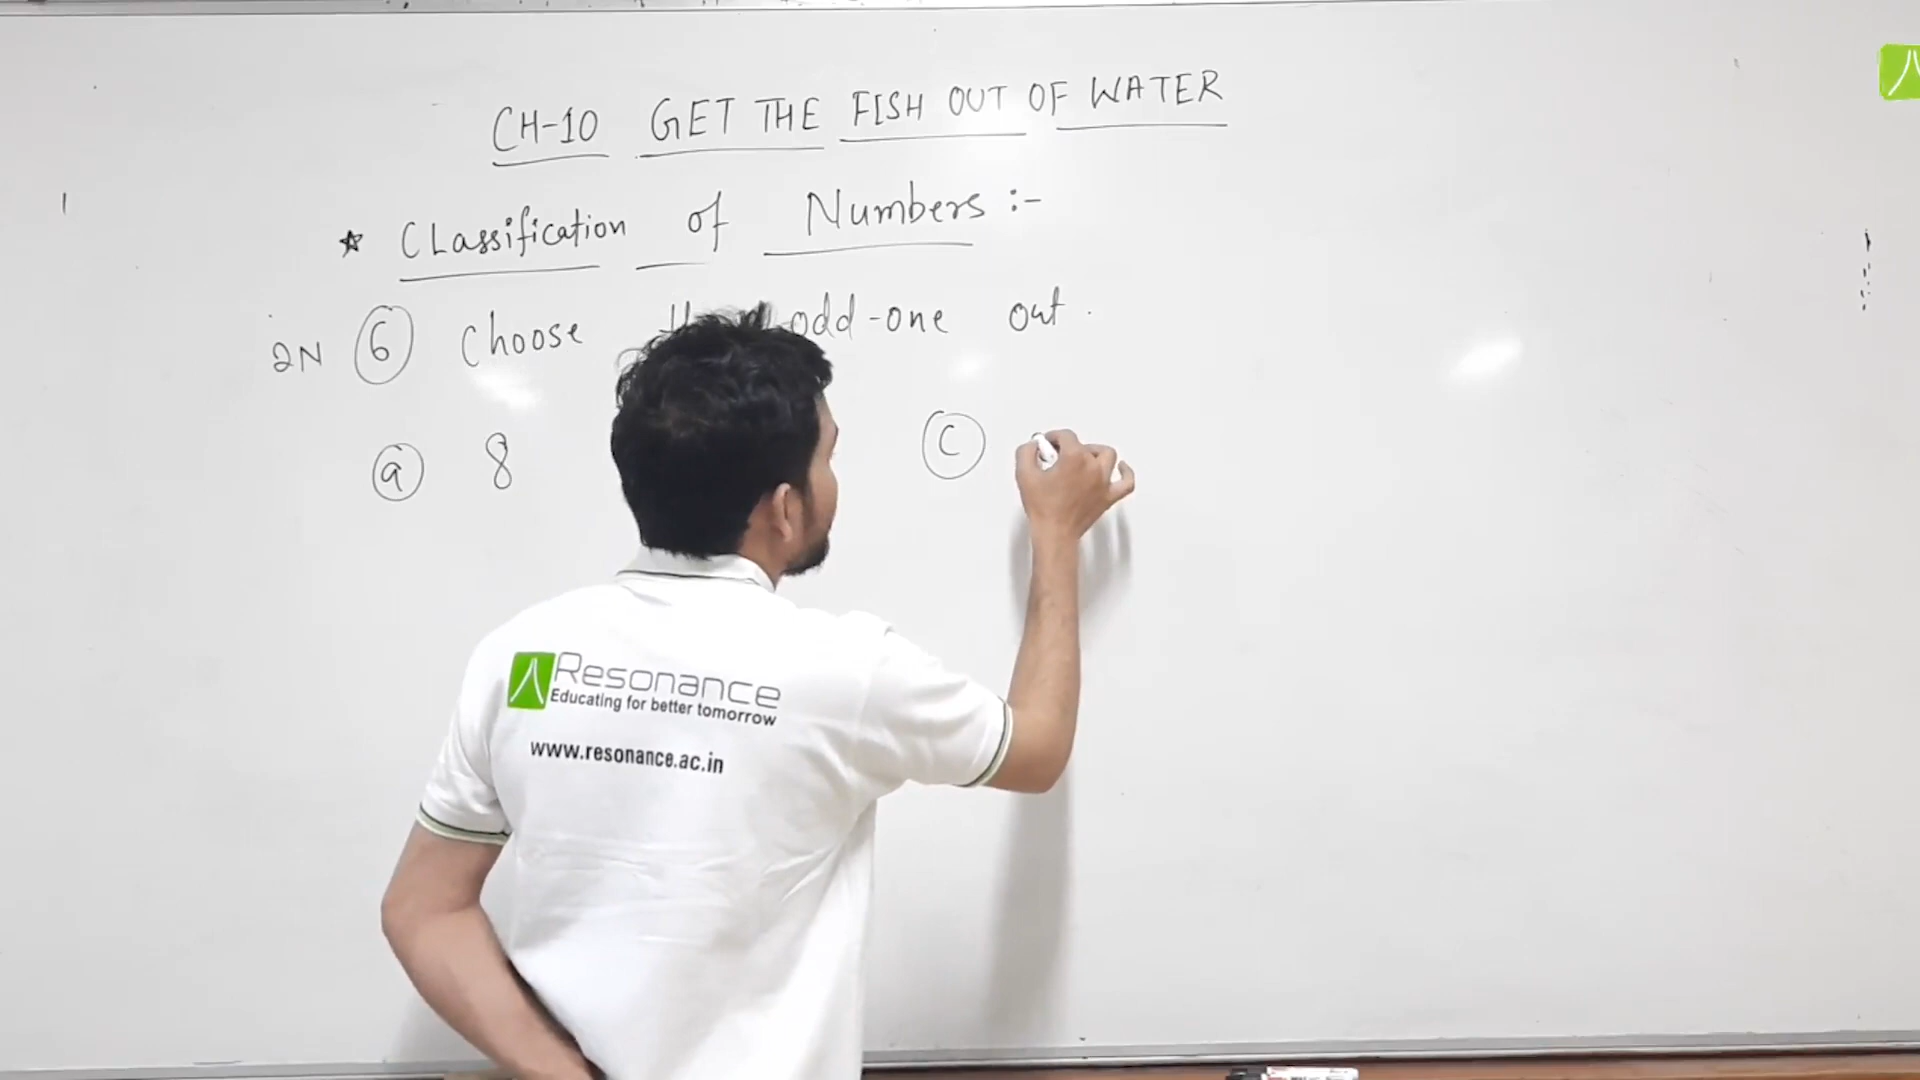 CH-10 GET THE FISH OUT OF WATER
* Classification of Numbers :-
2N 6 Choose odd-one out.
a 8 C
Resonance
Educating for better tomorrow
www.resonance.ac.in